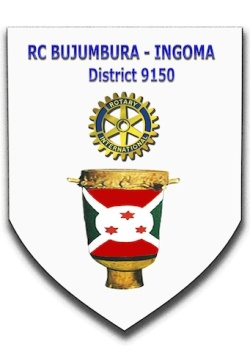 RC BUJUMBURA - INGOMA
District 9150
ROTARY
INTERNATIONAL